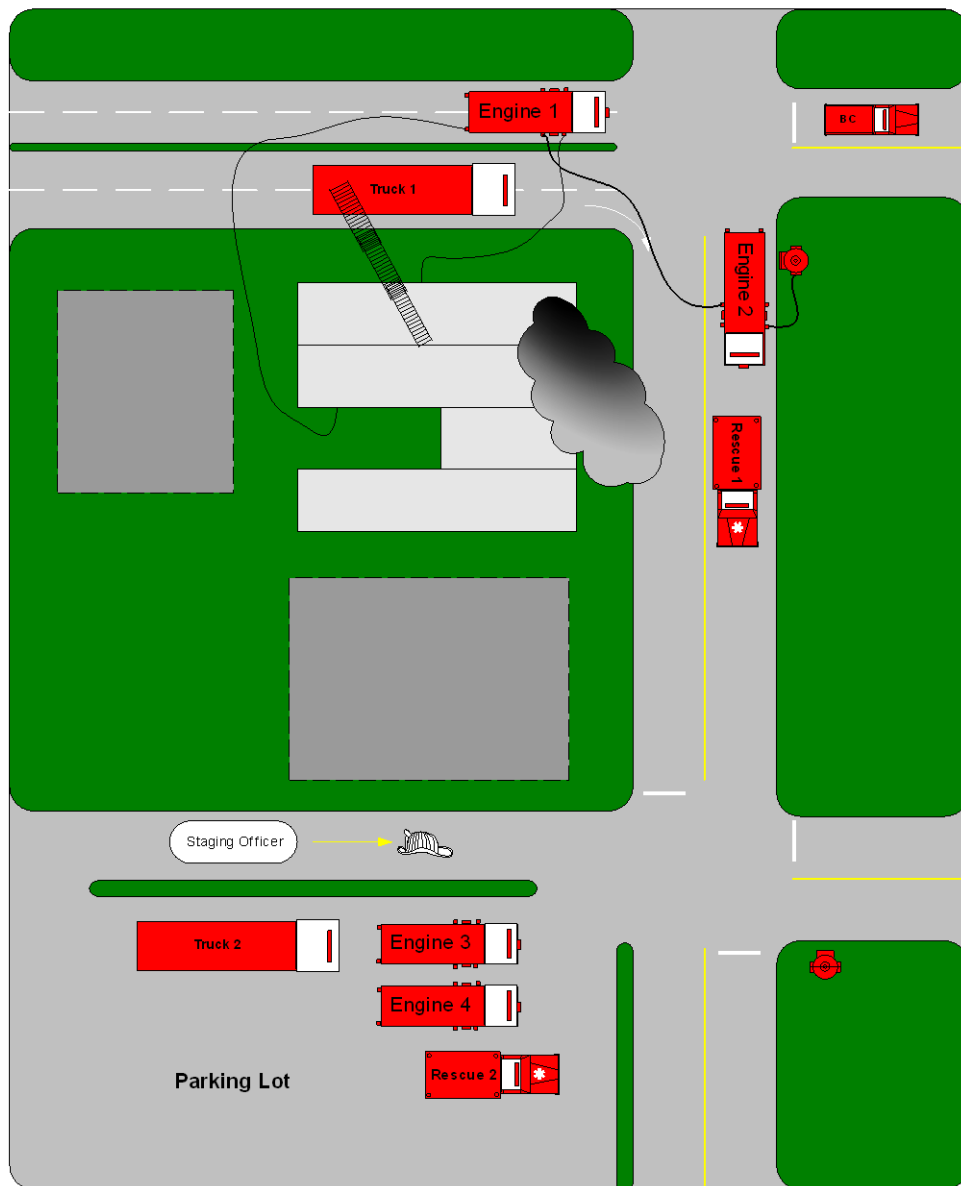 Engine 1
BC
Truck 1
Engine 2
Rescue 1
Staging Officer
Truck 2
Engine 3
Engine 4
Rescue 2
Parking Lot